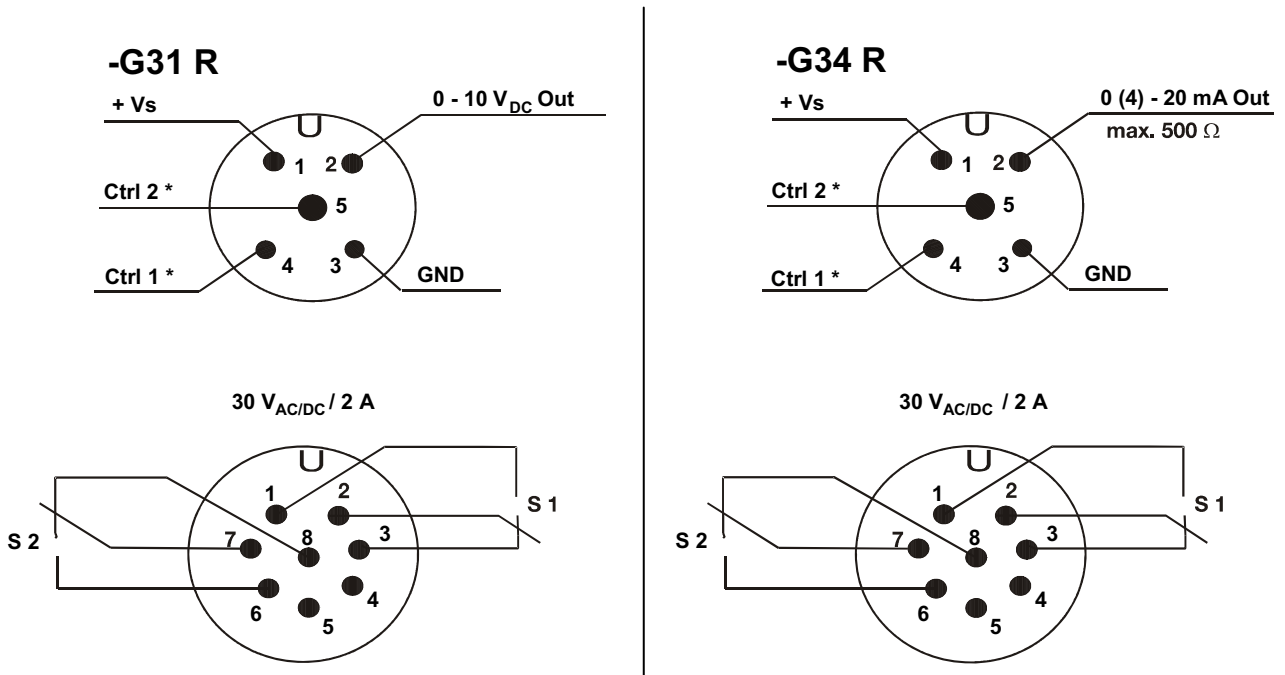 -G31 R
+ Vs
0 - 10 VDC Out
1
2
Ctrl 2 *
5
Ctrl 1 *
4
3
GND
30 VAC/DC / 2 A
1
2
S 1
3
S 2
7
8
4
6
5
-G34 R
+ Vs
0 (4) - 20 mA Out
max. 500 Ω
1
2
Ctrl 2 *
5
Ctrl 1 *
4
3
GND
30 VAC/DC / 2 A
1
2
S 1
3
S 2
7
8
4
6
5